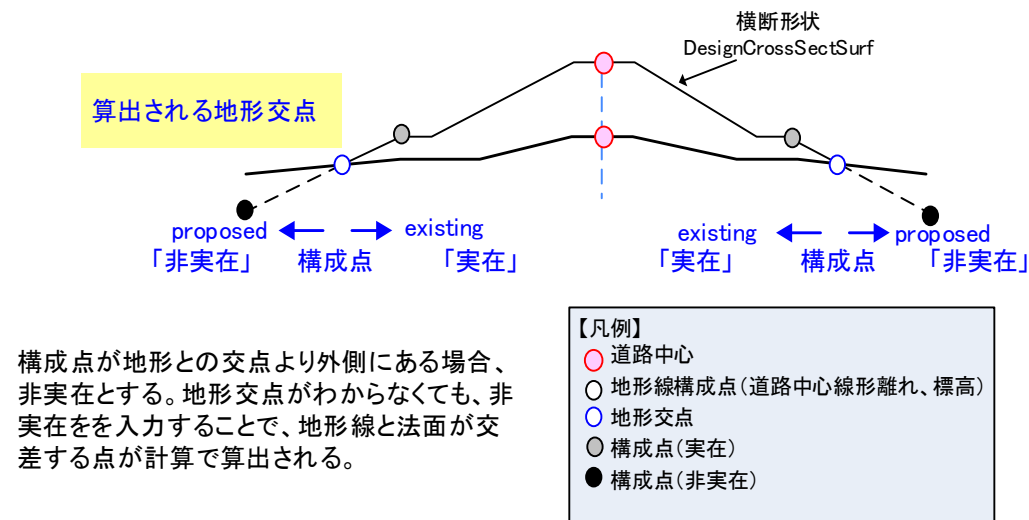 横断形状
DesignCrossSectSurf
算出される地形交点
proposed
existing
「非実在」 構成点 「実在」
existing
proposed
「実在」 構成点 「非実在」
構成点が地形との交点より外側にある場合、
非実在とする。地形交点がわからなくても、非
実在をを入力することで、地形線と法面が交
差する点が計算で算出される。
【凡例】
道路中心
地形線構成点(道路中心線形離れ、標高)
地形交点
構成点(実在)
構成点(非実在)